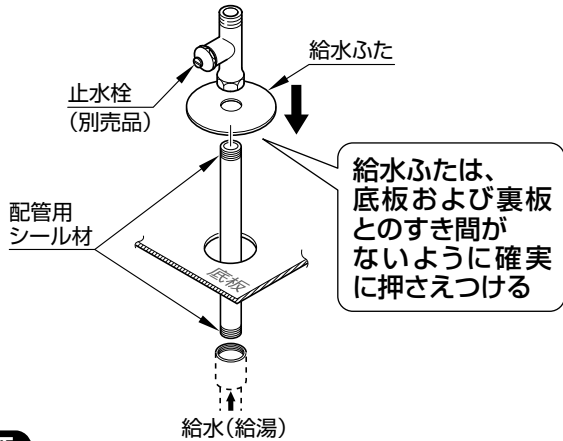 給水ふた
止水栓
(別売品)
給水ふたは、
底板および裏板
とのすき間が
ないように確実
に押さえつける
配管用
シール材
底板
給水(給湯)